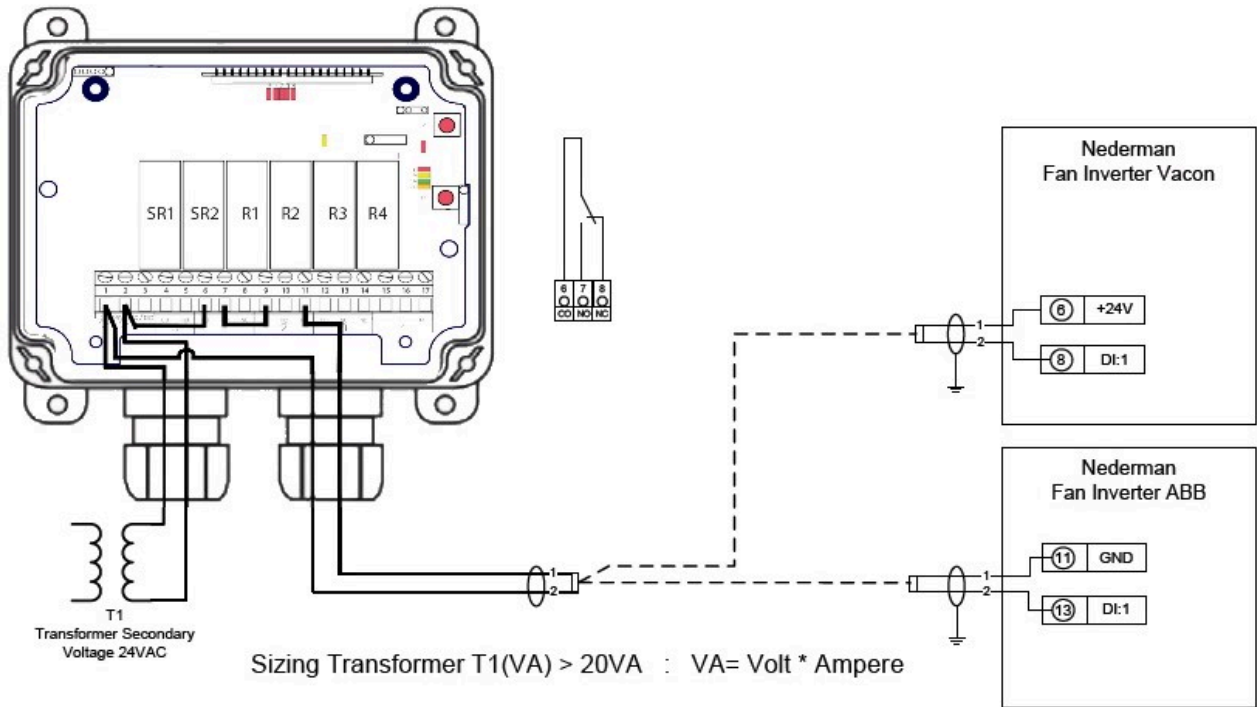 SR1 SR2 R1 R2 R3 R4
1 2 3 4 5 6 7 8 9 10 11 12 13 14 15 16 17
6 7 8
CO NO NC
Nederman
Fan Inverter Vacon
1
2
6 +24V
8 DI:1
Nederman
Fan Inverter ABB
1
2
11 GND
13 DI:1
1
2
T1
Transformer Secondary
Voltage 24VAC
Sizing Transformer T1(VA) > 20VA : VA= Volt * Ampere